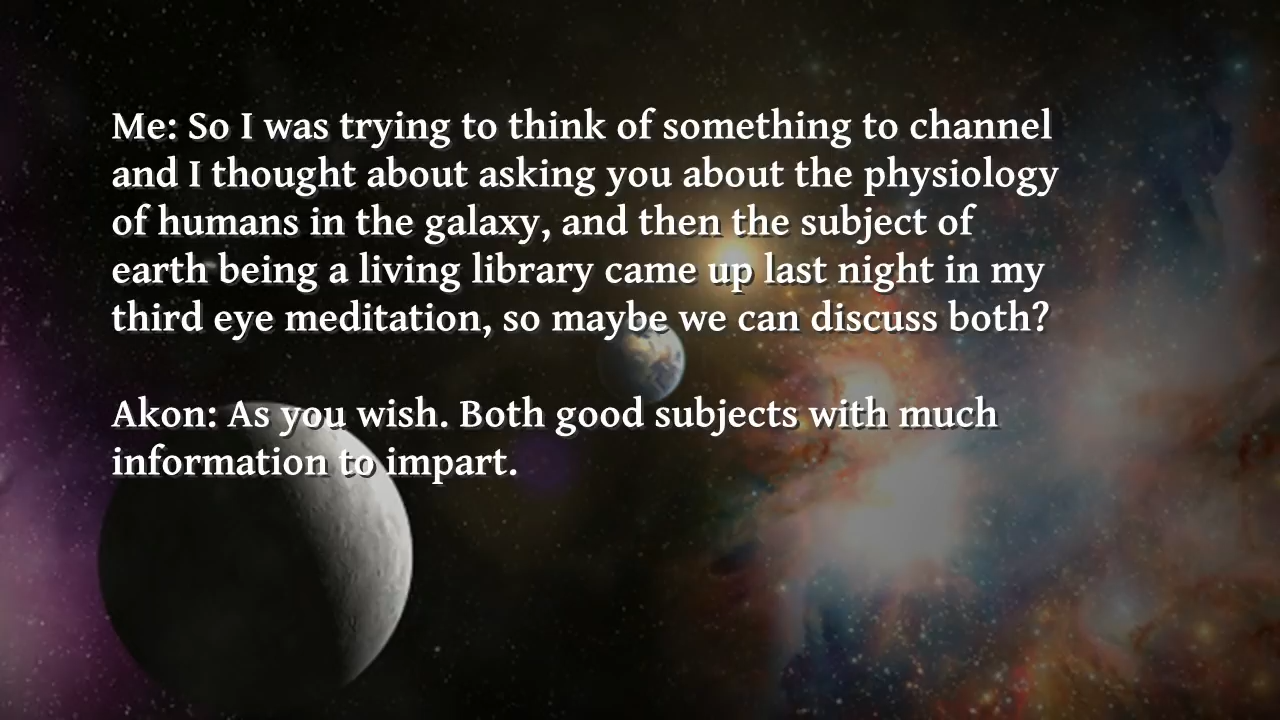 Me: So I was trying to think of something to channel
and I thought about asking you about the physiology
of humans in the galaxy, and then the subject of
earth being a living library came up last night in my
third eye meditation, so maybe we can discuss both?
Akon: As you wish. Both good subjects with much
information to impart.